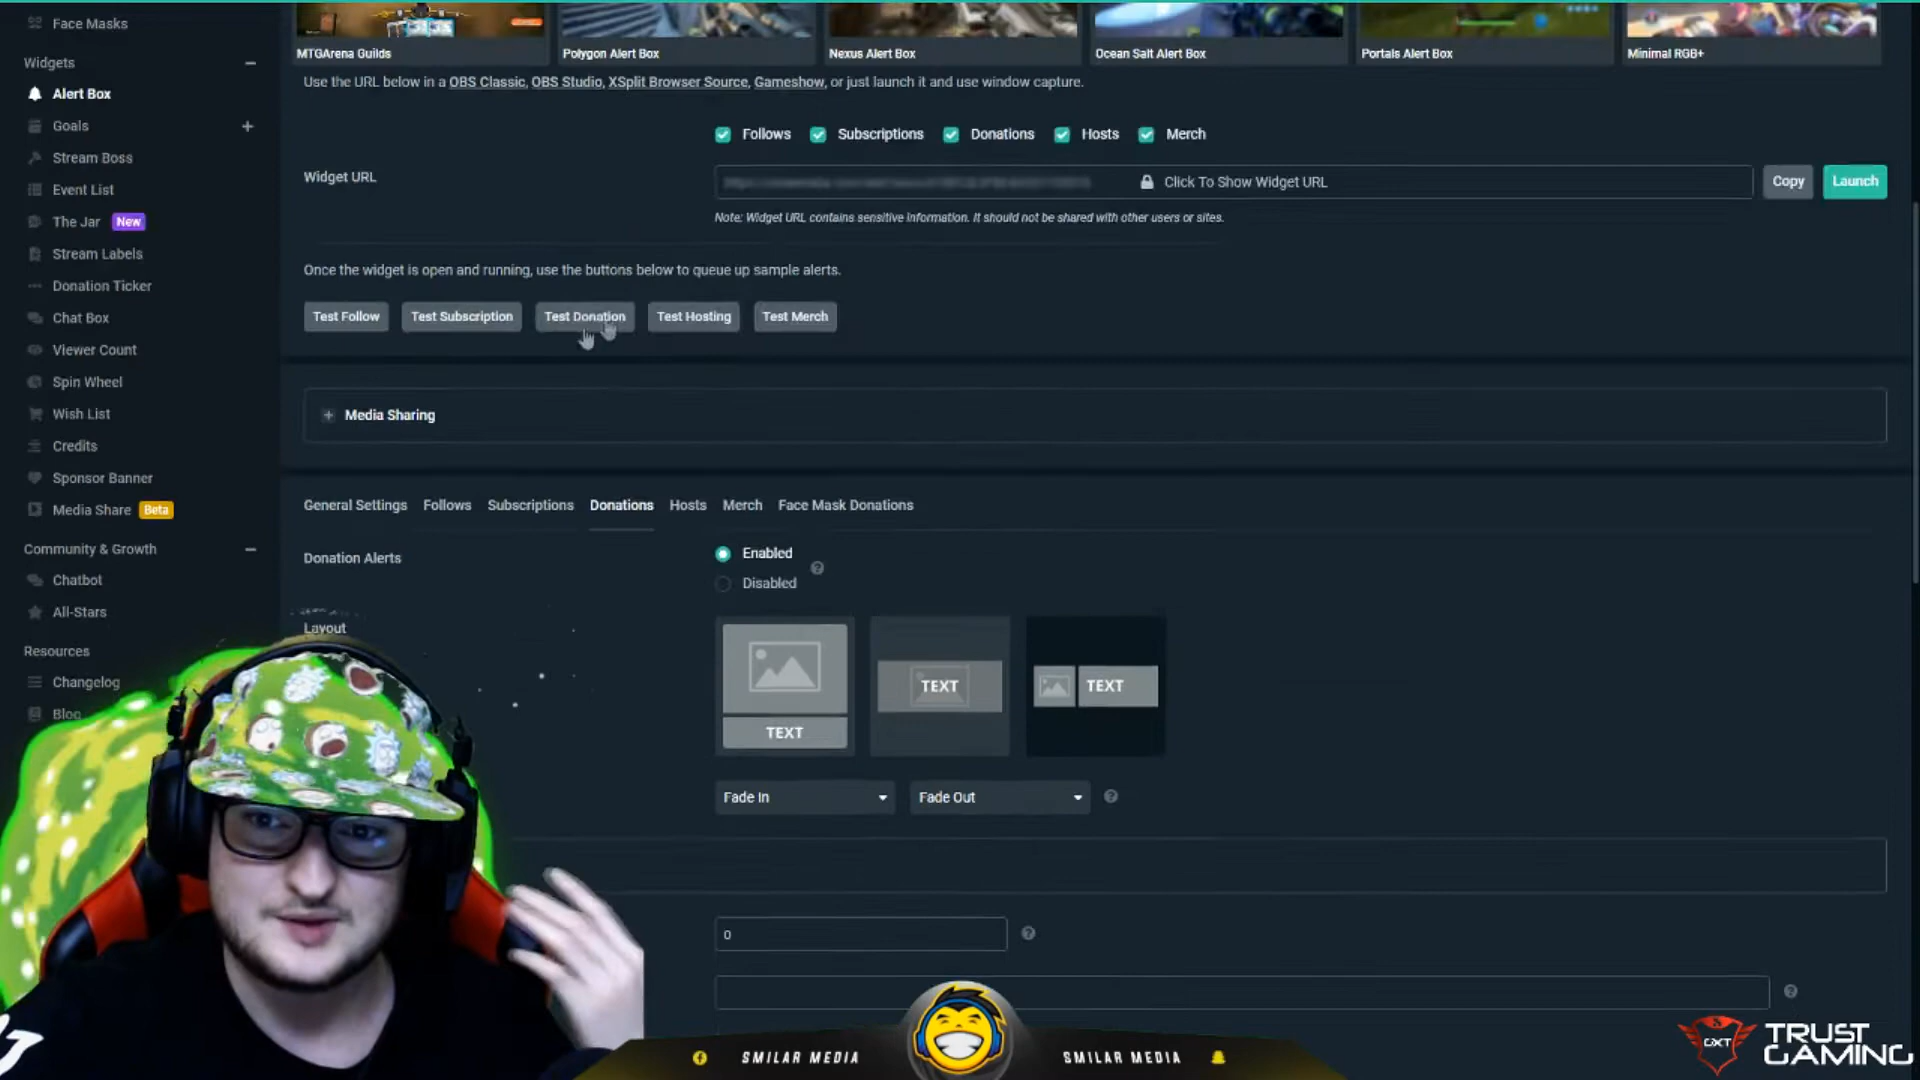 Face Masks
Widgets
Alert Box
Goals
Stream Boss
Event List
The Jar New
Stream Labels
Donation Ticker
Chat Box
Viewer Count
Spin Wheel
Wish List
Credits
Sponsor Banner
Media Share Beta
Community & Growth
Chatbot
All-Stars
Resources
Changelog
Blog
MTGArena Guilds
Polygon Alert Box
Nexus Alert Box
Ocean Salt Alert Box
Portals Alert Box
Minimal RGB+
Use the URL below in a OBS Classic, OBS Studio, XSplit Browser Source, Gameshow, or just launch it and use window capture.
Follows Subscriptions Donations Hosts Merch
Widget URL
Click To Show Widget URL
Copy
Launch
Note: Widget URL contains sensitive information. It should not be shared with other users or sites.
Once the widget is open and running, use the buttons below to queue up sample alerts.
Test Follow Test Subscription Test Donation Test Hosting Test Merch
Media Sharing
General Settings Follows Subscriptions Donations Hosts Merch Face Mask Donations
Donation Alerts
Enabled
Disabled
Layout
TEXT
TEXT
TEXT
Fade In
Fade Out
0
SMILAR MEDIA
SMILAR MEDIA
GXT
TRUST
GAMING